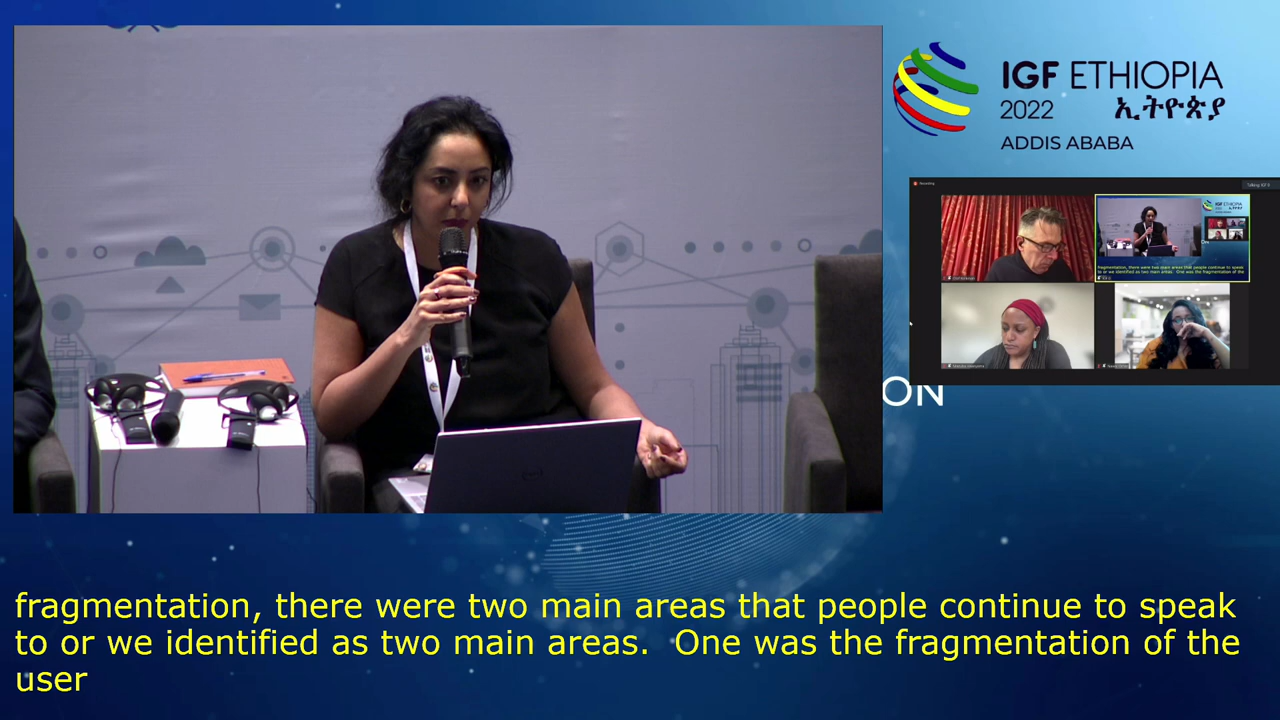 IGF ETHIOPIA
2022 ኢትዮጵያ
ADDIS ABABA
Recording
ON
fragmentation, there were two main areas that people continue to speak
to or we identified as two main areas.  One was the fragmentation of the
user